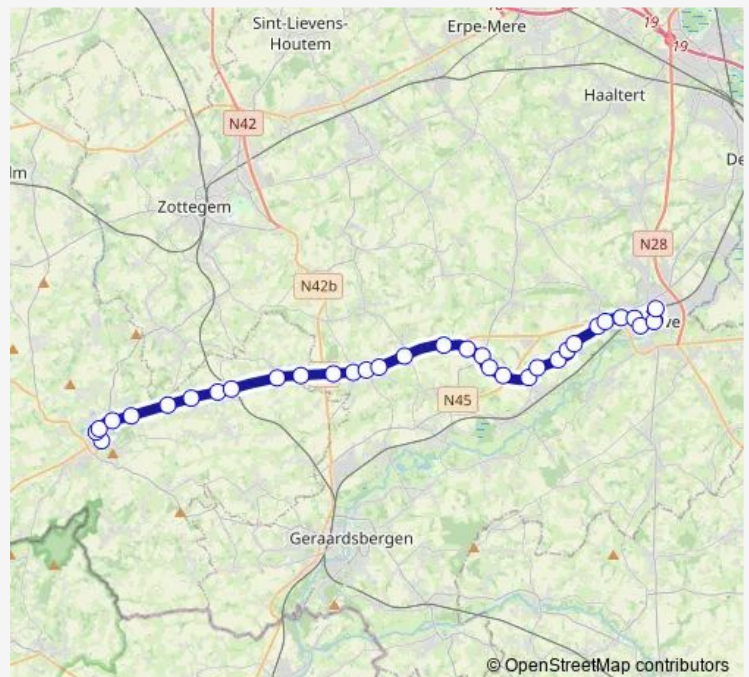 Sint-Lievens-
Houtem
Erpe-Mere
19
19
19
Haaltert
N42
De
lm
Zottegem
N28
N42b
ve
N45
Geraardsbergen
© OpenStreetMap contributors